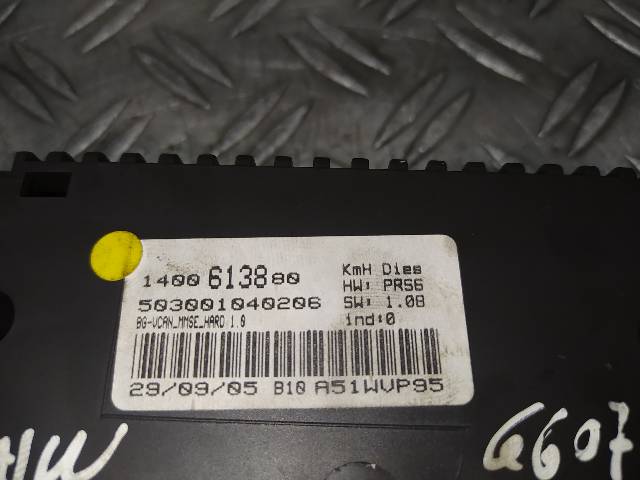 1400 6138 80
503001040206
BG-VCAN_MMSE_HARD 1.0
KmH Dies
HW: PRS6
SW: 1.08
ind:0
29/09/05 B10 A51WVP95
G607